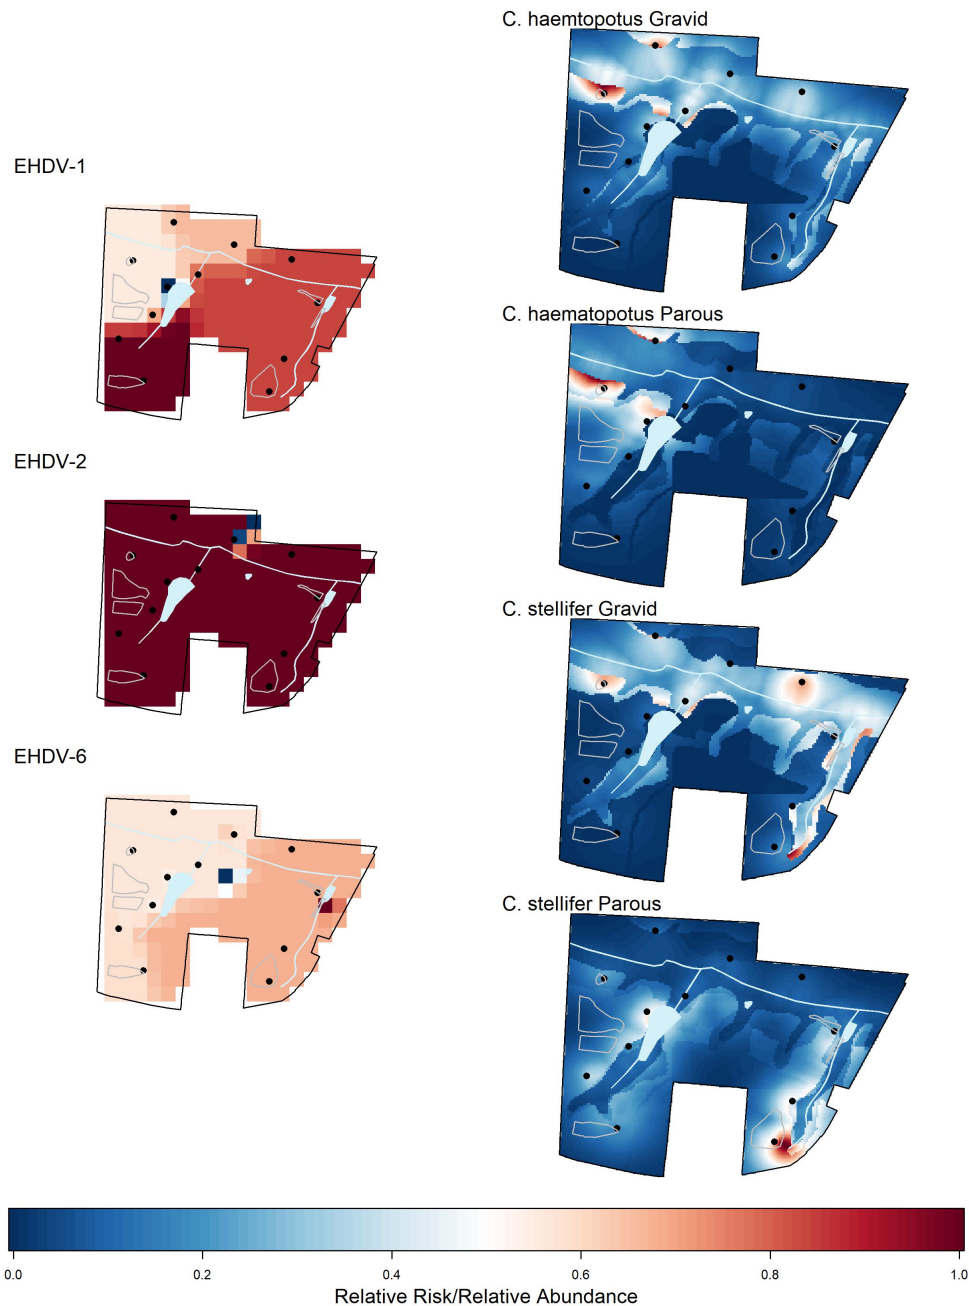 C. haemtopotus Gravid
EHDV-1
C. haematopotus Parous
EHDV-2
C. stellifer Gravid
EHDV-6
C. stellifer Parous
0.0 0.2 0.4 0.6 0.8 1.0
Relative Risk/Relative Abundance